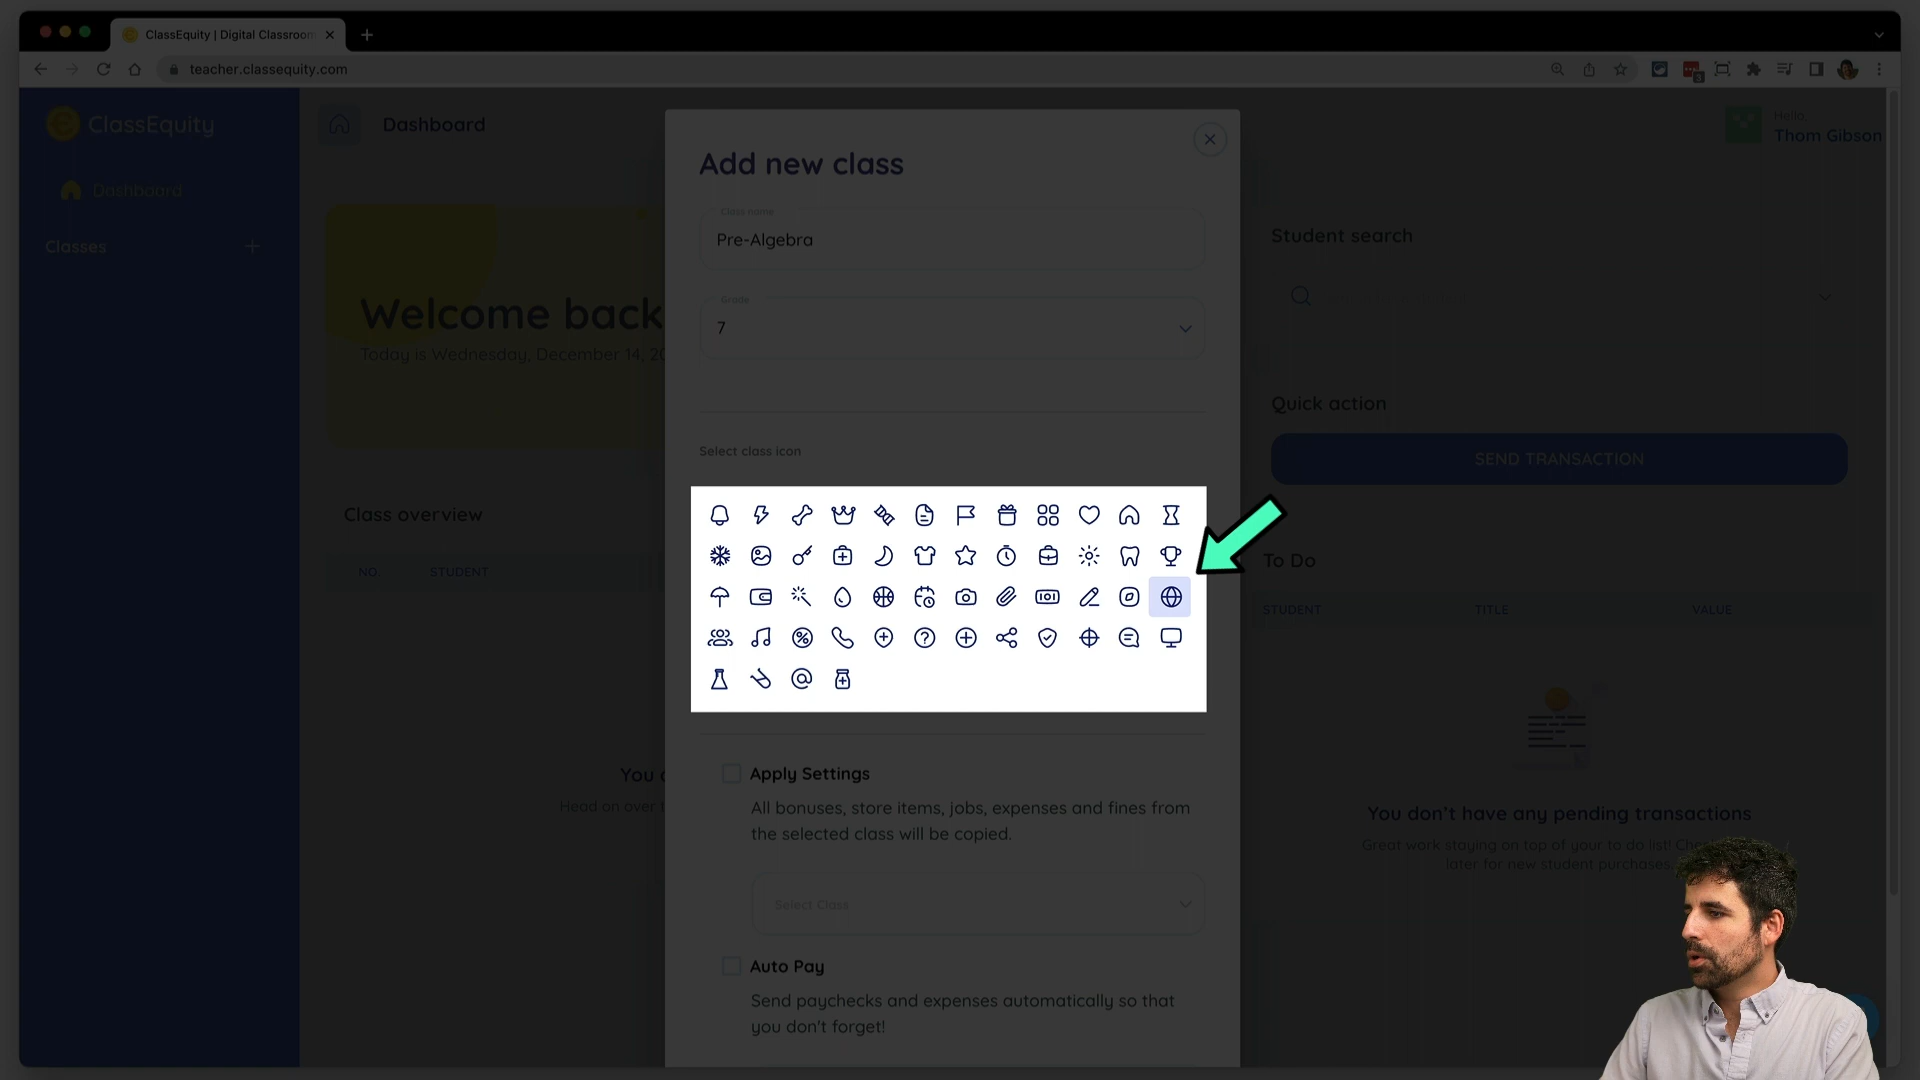 ClassEquity | Digital Classroom
teacher.classequity.com
3
ClassEquity
Dashboard
Hello,
Thom Gibson
Dashboard
Classes
Add new class
Class name
Pre-Algebra
Grade
7
Student search
Welcome back
Today is Wednesday, December 14, 20
Quick action
SEND TRANSACTION
Select class icon
Class overview
NO
STUDENT
To Do
STUDENT
TITLE
VALUE
Apply Settings
All bonuses, store items, jobs, expenses and fines from
the selected class will be copied.
Select Class
You
Head on over
You don't have any pending transactions
Great work staying on top of your to do list!
later for new student purchases.
Auto Pay
Send paychecks and expenses automatically so that
you don't forget!